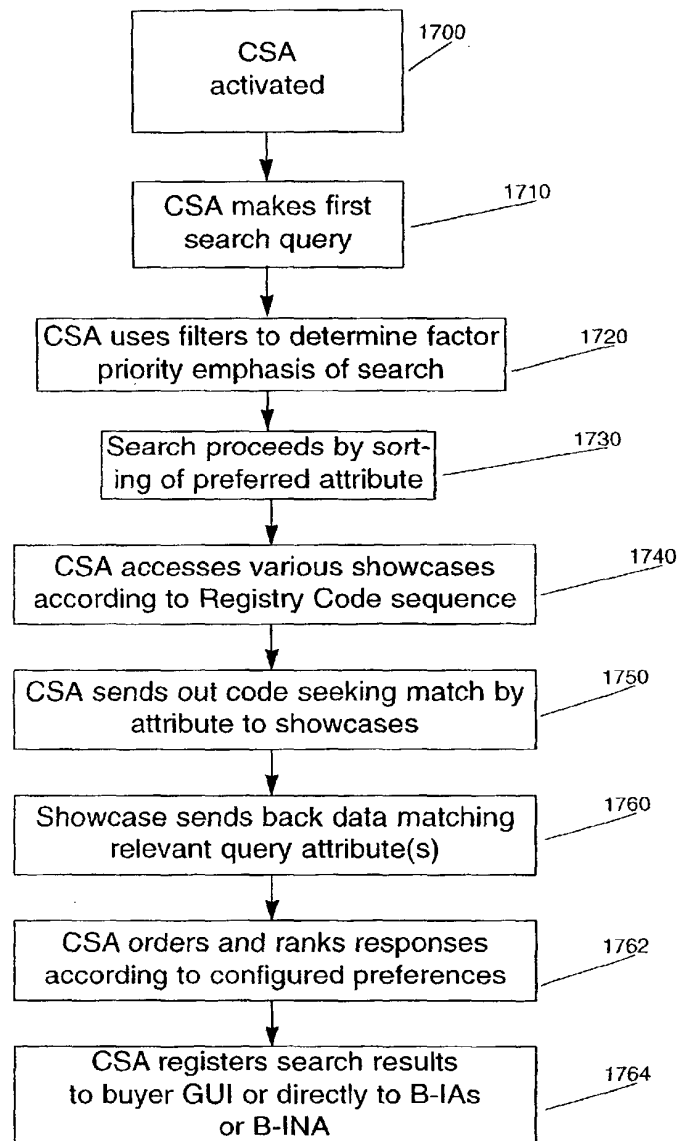 CSA
activated
1700
CSA makes first
search query
1710
CSA uses filters to determine factor
priority emphasis of search
1720
Search proceeds by sort-
ing of preferred attribute
1730
CSA accesses various showcases
according to Registry Code sequence
1740
CSA sends out code seeking match by
attribute to showcases
1750
Showcase sends back data matching
relevant query attribute(s)
1760
CSA orders and ranks responses
according to configured preferences
1762
CSA registers search results
to buyer GUI or directly to B-IAs
or B-INA
1764